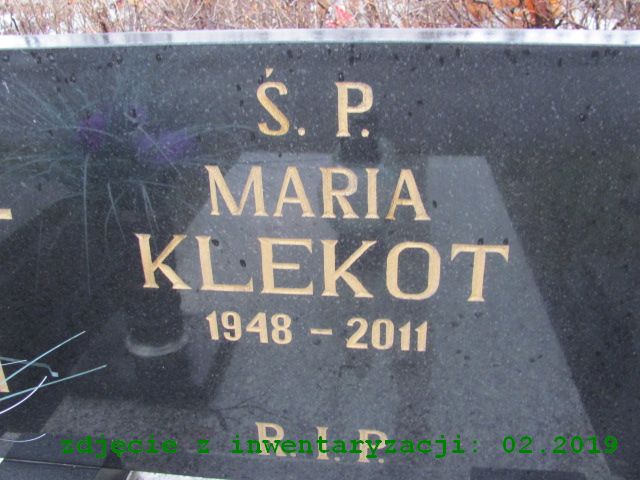 Ś. P.
MARIA
KLEKOT
1948 - 2011
R. I. P.
zdjęcie z inwentaryzacji: 02.2019